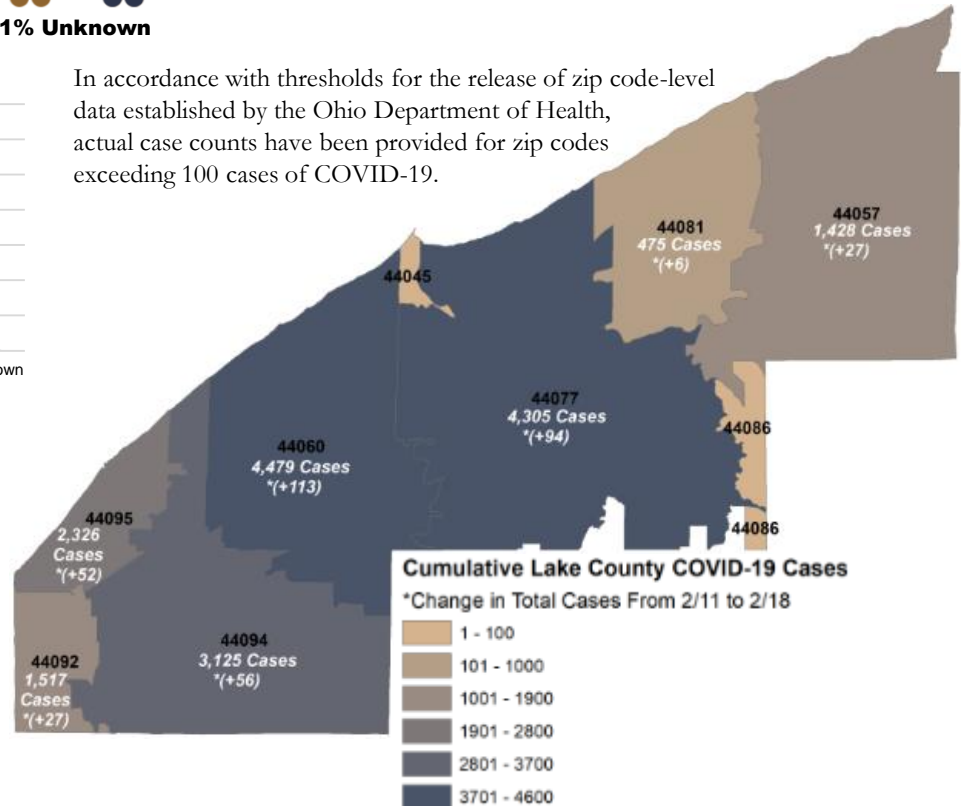 1% Unknown
In accordance with thresholds for the release of zip code-level
data established by the Ohio Department of Health,
actual case counts have been provided for zip codes
exceeding 100 cases of COVID-19.
44057
1,428 Cases
*(+27)
44081
475 Cases
*(+6)
44045
own
44077
4,305 Cases
*(+94)
44086
44060
4,479 Cases
*(+113)
44095
2,326
Cases
*(+52)
44086
44094
3,125 Cases
*(+56)
44092
1,517
Cases
*(+27)
Cumulative Lake County COVID-19 Cases
*Change in Total Cases From 2/11 to 2/18
1 - 100
101 - 1000
1001 - 1900
1901 - 2800
2801 - 3700
3701 - 4600